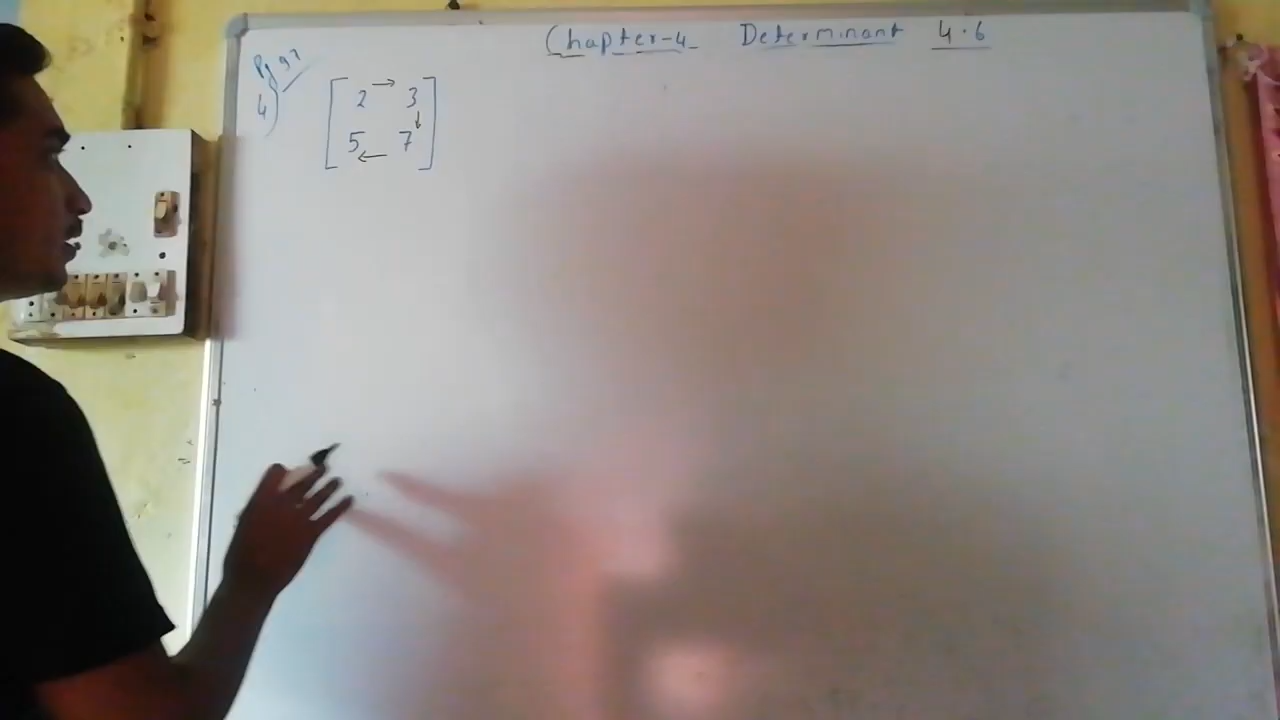 Chapter-4 Determinant 4.6
Pg 97
4) [2 → 3 ↓
5 ← 7]